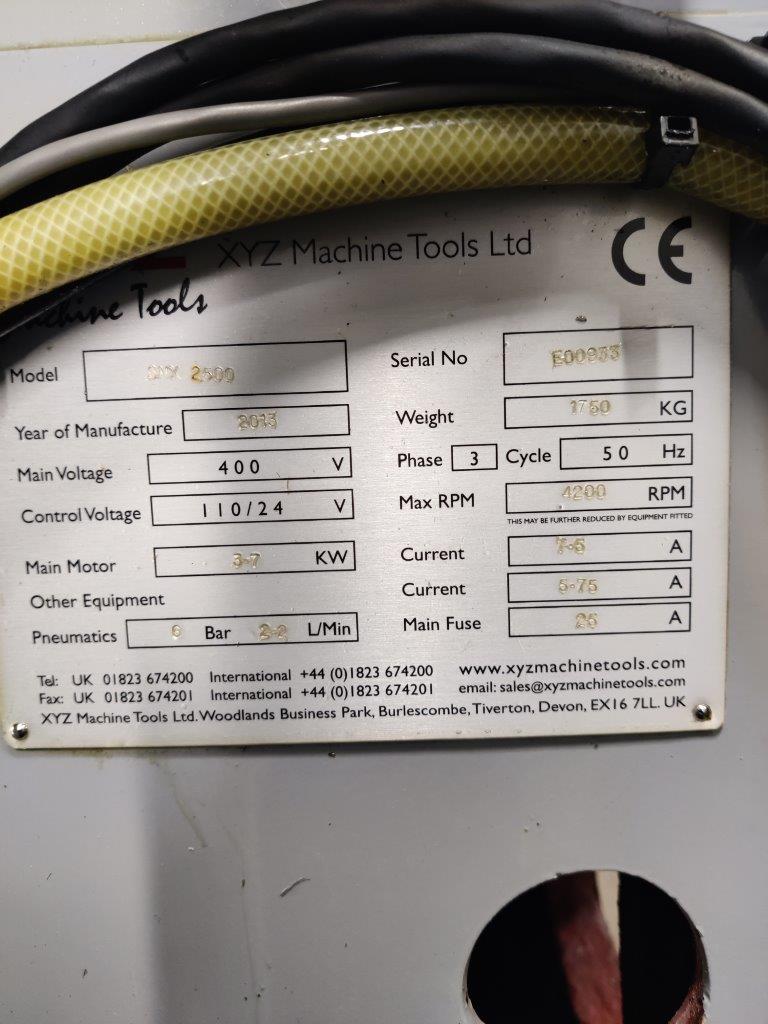 XYZ Machine Tools Ltd
CE
Machine Tools
Model 2500
Serial No E00933
Year of Manufacture 2013
Weight 1750 KG
Main Voltage 400 V
Phase 3 Cycle 50 Hz
Control Voltage 110/24 V
Max RPM 4200 RPM
THIS MAY BE FURTHER REDUCED BY EQUIPMENT FITTED
Main Motor 3.7 KW
Current 7.5 A
Other Equipment
Current 5.75 A
Pneumatics 6 Bar 2.2 L/Min
Main Fuse 25 A
Tel: UK 01823 674200 International +44 (0)1823 674200 www.xyzmachinetools.com
Fax: UK 01823 674201 International +44 (0)1823 674201 email: sales@xyzmachinetools.com
XYZ Machine Tools Ltd. Woodlands Business Park, Burlescombe, Tiverton, Devon, EX16 7LL. UK